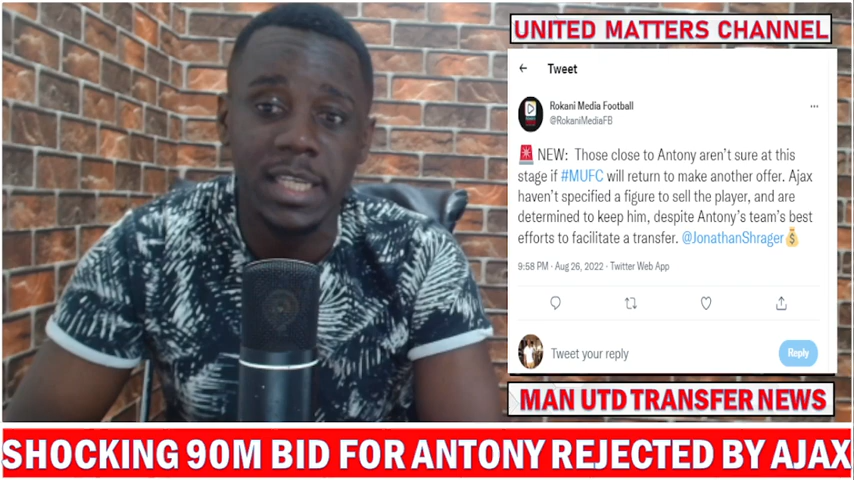 UNITED MATTERS CHANNEL
Tweet
Rokani Media Football
@RokaniMediaFB
NEW: Those close to Antony aren't sure at this
stage if #MUFC will return to make another offer. Ajax
haven't specified a figure to sell the player, and are
determined to keep him, despite Antony's team's best
efforts to facilitate a transfer. @JonathanShrager
9:58 PM · Aug 26, 2022 · Twitter Web App
Tweet your reply
Reply
MAN UTD TRANSFER NEWS
SHOCKING 90M BID FOR ANTONY REJECTED BY AJAX